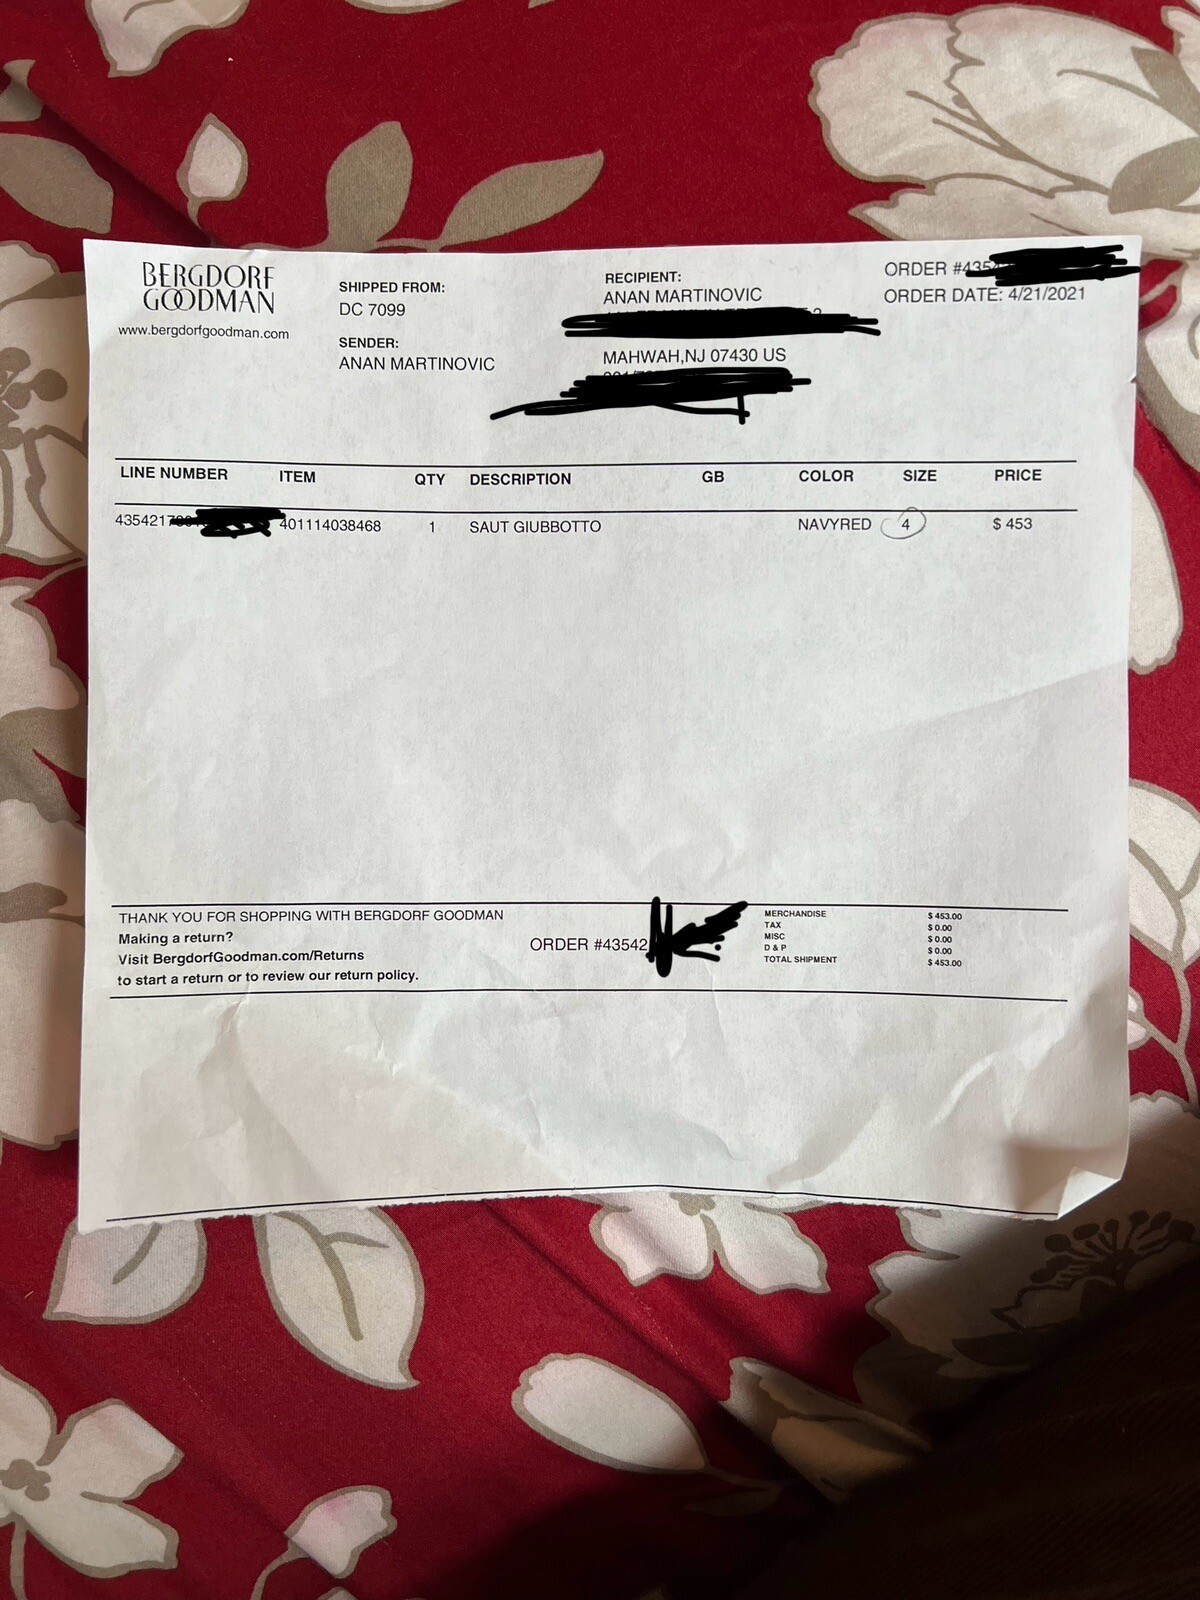 BERGDORF
GOODMAN
www.bergdorfgoodman.com
SHIPPED FROM:
DC 7099
SENDER:
ANAN MARTINOVIC
RECIPIENT:
ANAN MARTINOVIC
MAHWAH,NJ 07430 US
ORDER #4354
ORDER DATE: 4/21/2021
LINE NUMBER ITEM QTY DESCRIPTION GB COLOR SIZE PRICE
435421 401114038468 1 SAUT GIUBBOTTO NAVYRED 4 $ 453
THANK YOU FOR SHOPPING WITH BERGDORF GOODMAN
Making a return?
Visit BergdorfGoodman.com/Returns
to start a return or to review our return policy.
ORDER #43542
MERCHANDISE $ 453.00
TAX $ 0.00
MISC $ 0.00
D & P $ 0.00
TOTAL SHIPMENT $ 453.00